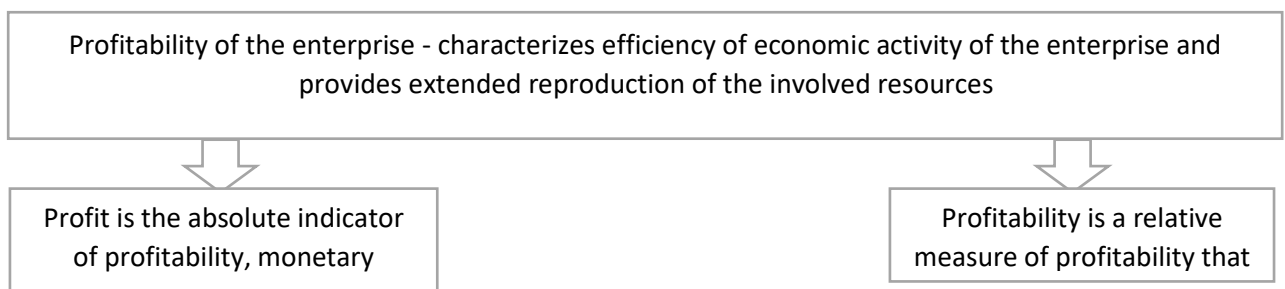 Profitability of the enterprise - characterizes efficiency of economic activity of the enterprise and
provides extended reproduction of the involved resources
Profit is the absolute indicator
of profitability, monetary
Profitability is a relative
measure of profitability that